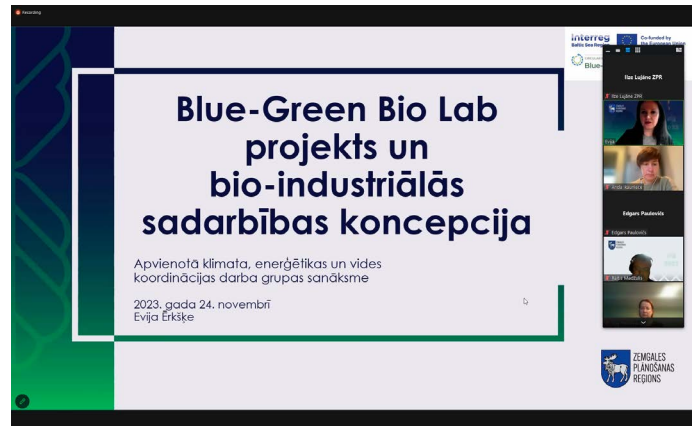 Recording
Interreg
Baltic Sea Region
Co-funded by
the European Union
Blue-
Blue-Green Bio Lab
projekts un
bio-industriālās
sadarbības koncepcija
Apvienotā klimata, enerģētikas un vides
koordinācijas darba grupas sanāksme
2023. gada 24. novembrī
Evija Ērkšķe
Ilze Lujāne ZPR
Ilze Lujāne ZPR
Evija
Edgars Paulovičs
Edgars Paulovičs
ZEMGALES
PLĀNOŠANAS
REĢIONS